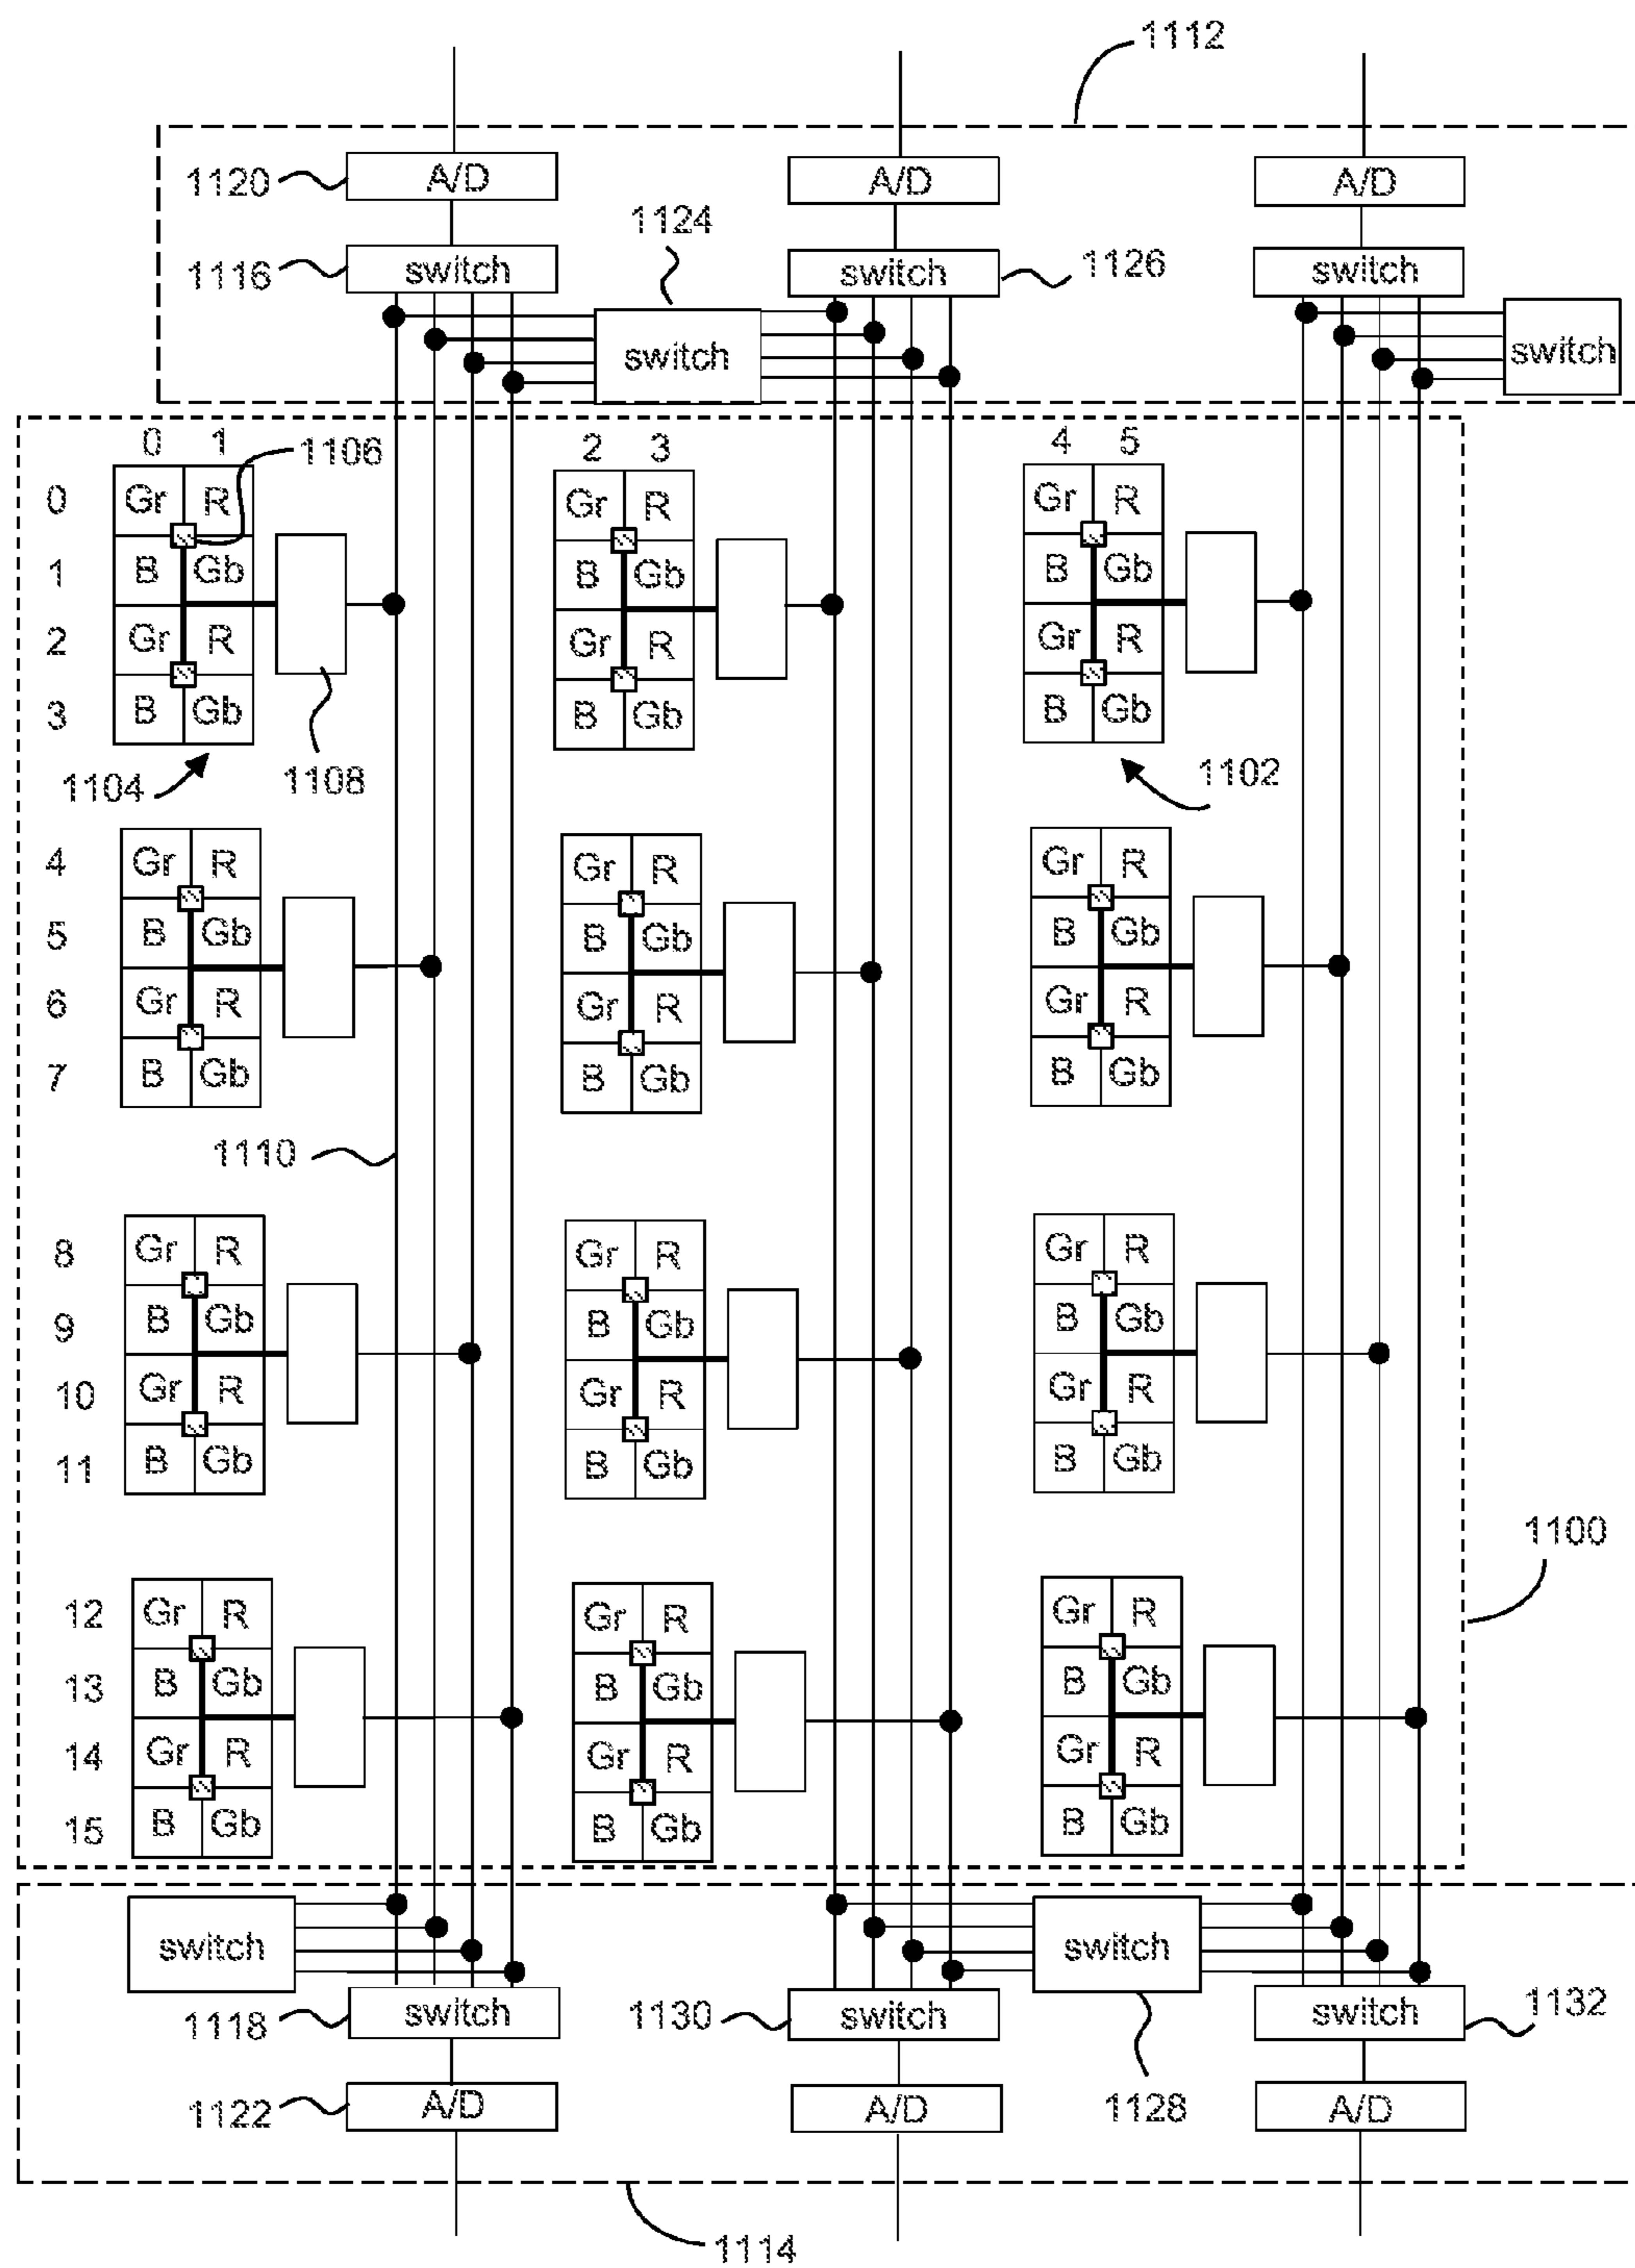 1112
1120 A/D A/D A/D
1124
1116 switch switch 1126 switch
switch switch
0 1 2 3 4 5
1106
0 Gr R Gr R Gr R
1 B Gb B Gb B Gb
2 Gr R Gr R Gr R
3 B Gb B Gb B Gb
1104 1108 1102
4 Gr R Gr R Gr R
5 B Gb B Gb B Gb
6 Gr R Gr R Gr R
7 B Gb B Gb B Gb
1110
8 Gr R Gr R Gr R
9 B Gb B Gb B Gb
10 Gr R Gr R Gr R
11 B Gb B Gb B Gb
1100
12 Gr R Gr R Gr R
13 B Gb B Gb B Gb
14 Gr R Gr R Gr R
15 B Gb B Gb B Gb
switch switch
1118 switch 1130 switch switch 1132
1122 A/D A/D 1128 A/D
1114